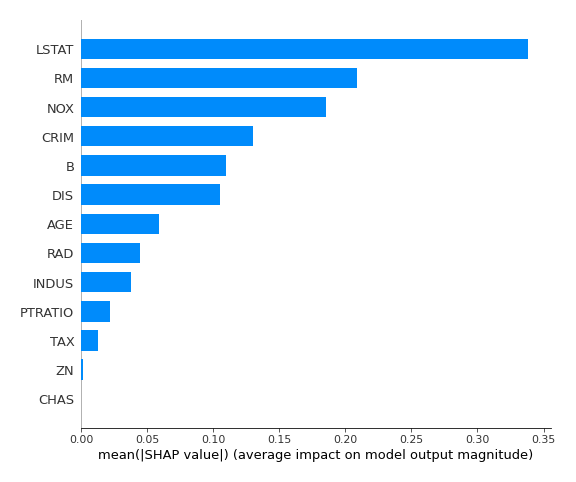 LSTAT
RM
NOX
CRIM
B
DIS
AGE
RAD
INDUS
PTRATIO
TAX
ZN
CHAS
0.00 0.05 0.10 0.15 0.20 0.25 0.30 0.35
mean(|SHAP value|) (average impact on model output magnitude)